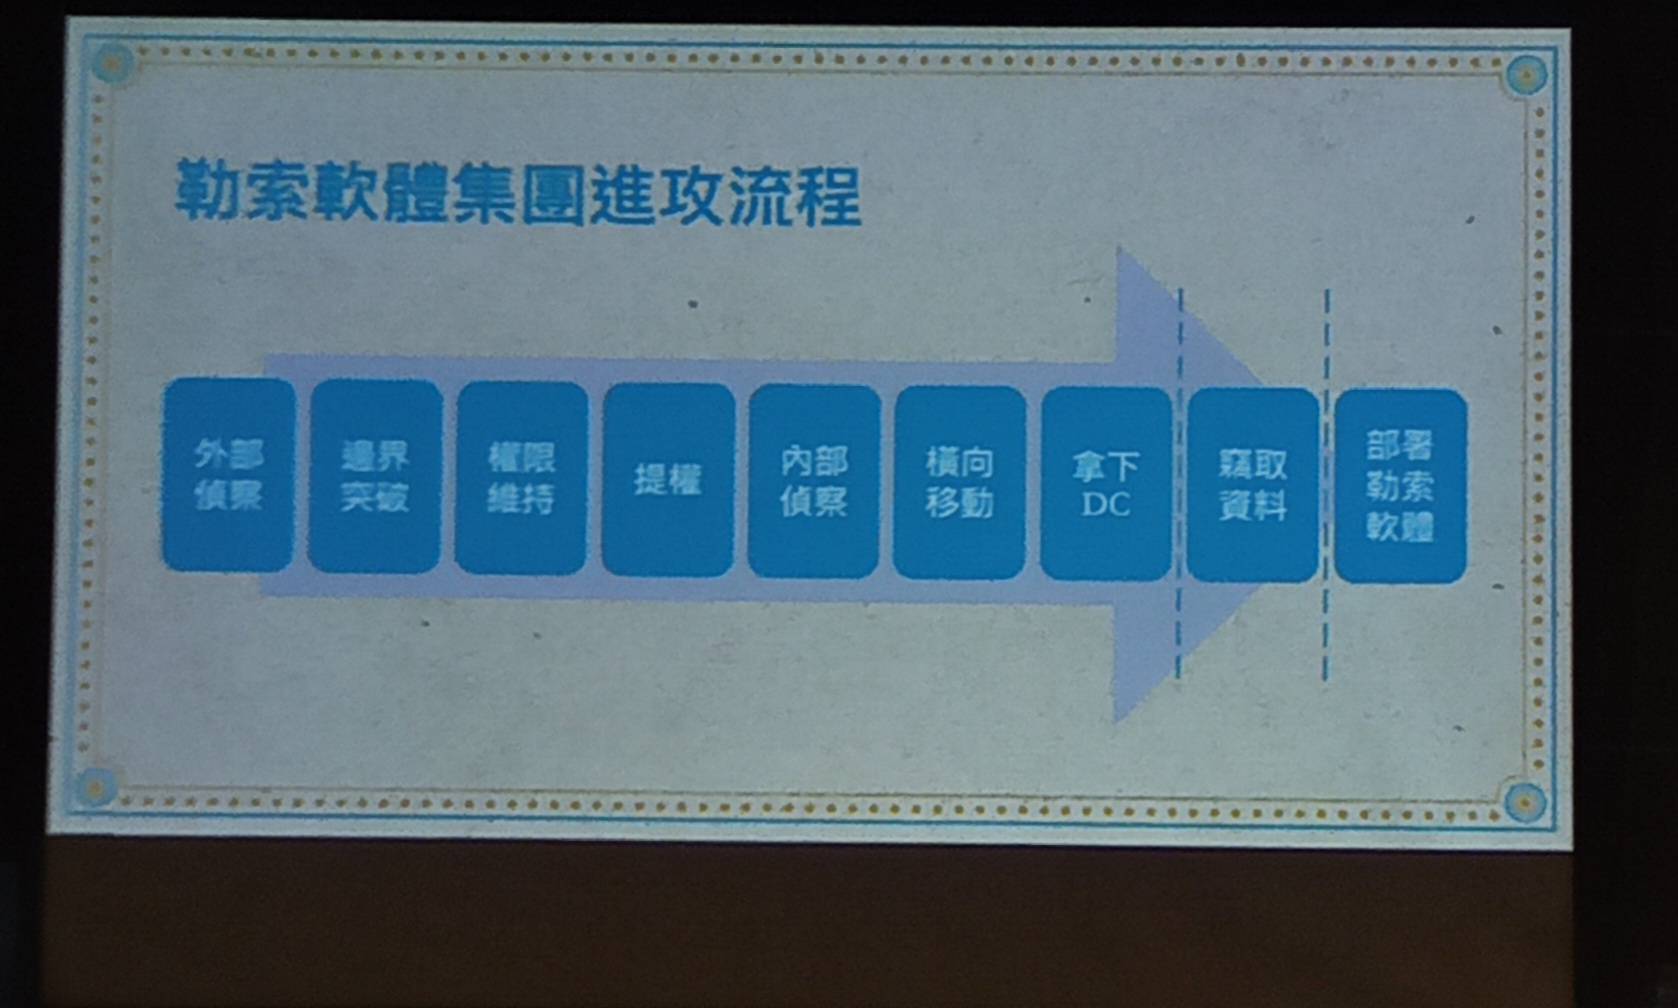 勒索軟體集團進攻流程
外部
偵察
邊界
突破
權限
維持
提權
內部
偵察
橫向
移動
拿下
DC
竊取
資料
部署
勒索
軟體